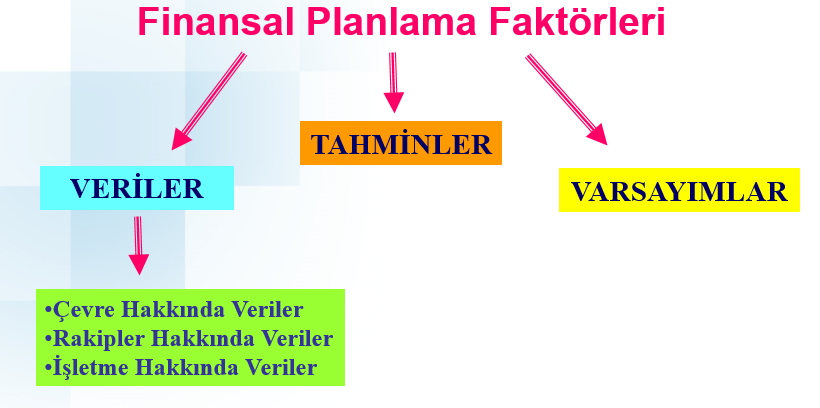 Finansal Planlama Faktörleri
TAHMİNLER
VERİLER
VARSAYIMLAR
•Çevre Hakkında Veriler
•Rakipler Hakkında Veriler
•İşletme Hakkında Veriler